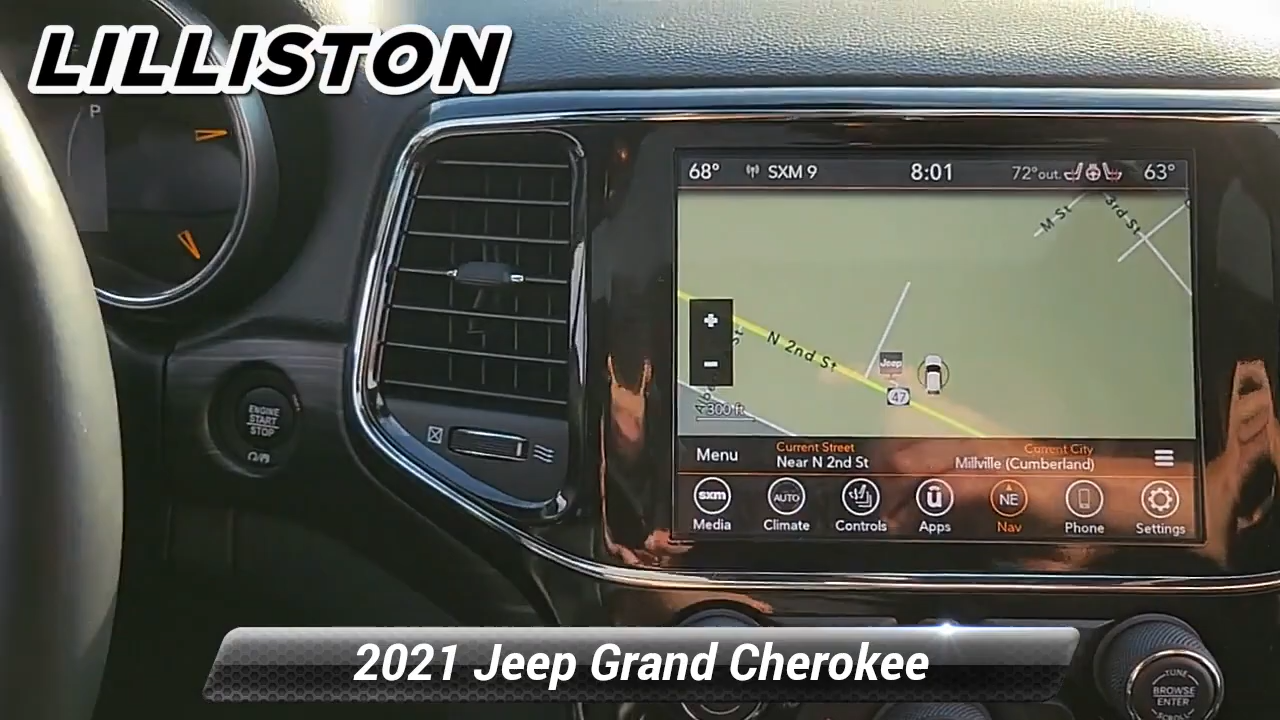 LILLISTON
P
68° SXM 9 8:01 72°out. 63°
M St
3rd St
N 2nd St
St
Jeep
47
300 ft
Menu
Current Street
Near N 2nd St
Current City
Millville (Cumberland)
sxm AUTO ü NE
Media Climate Controls Apps Nav Phone Settings
ENGINE
START
STOP
2021 Jeep Grand Cherokee
TUNE
BROWSE
ENTER
SCROLL